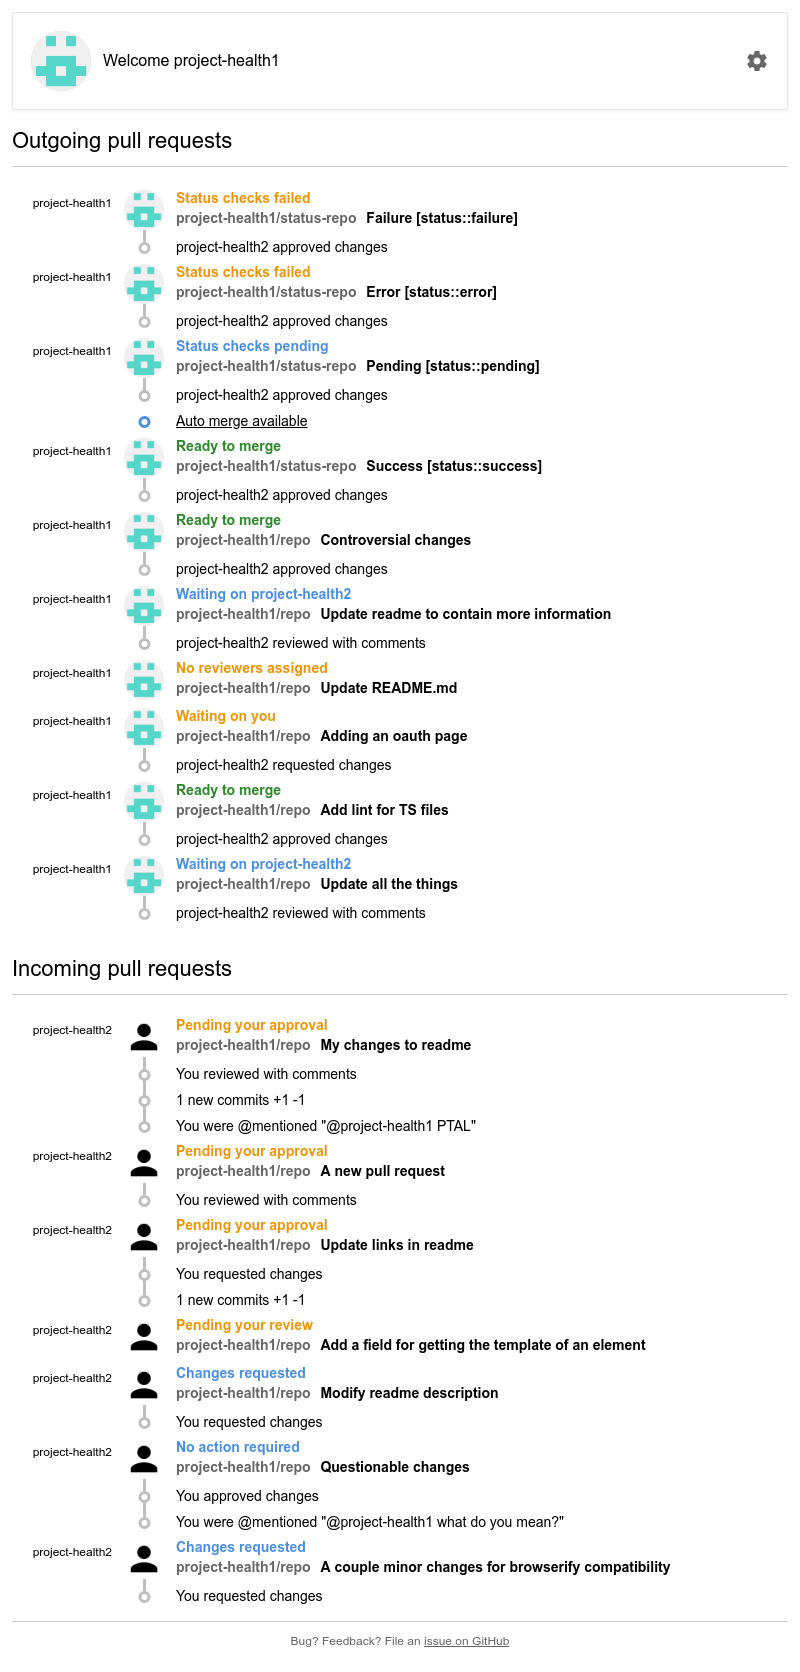 Welcome project-health1
Outgoing pull requests
project-health1
Status checks failed
project-health1/status-repo Failure [status::failure]
project-health2 approved changes
project-health1
Status checks failed
project-health1/status-repo Error [status::error]
project-health2 approved changes
project-health1
Status checks pending
project-health1/status-repo Pending [status::pending]
project-health2 approved changes
Auto merge available
project-health1
Ready to merge
project-health1/status-repo Success [status::success]
project-health2 approved changes
project-health1
Ready to merge
project-health1/repo Controversial changes
project-health2 approved changes
project-health1
Waiting on project-health2
project-health1/repo Update readme to contain more information
project-health2 reviewed with comments
project-health1
No reviewers assigned
project-health1/repo Update README.md
project-health1
Waiting on you
project-health1/repo Adding an oauth page
project-health2 requested changes
project-health1
Ready to merge
project-health1/repo Add lint for TS files
project-health2 approved changes
project-health1
Waiting on project-health2
project-health1/repo Update all the things
project-health2 reviewed with comments
Incoming pull requests
project-health2
Pending your approval
project-health1/repo My changes to readme
You reviewed with comments
1 new commits +1 -1
You were @mentioned "@project-health1 PTAL"
project-health2
Pending your approval
project-health1/repo A new pull request
You reviewed with comments
project-health2
Pending your approval
project-health1/repo Update links in readme
You requested changes
1 new commits +1 -1
project-health2
Pending your review
project-health1/repo Add a field for getting the template of an element
project-health2
Changes requested
project-health1/repo Modify readme description
You requested changes
project-health2
No action required
project-health1/repo Questionable changes
You approved changes
You were @mentioned "@project-health1 what do you mean?"
project-health2
Changes requested
project-health1/repo A couple minor changes for browserify compatibility
You requested changes
Bug? Feedback? File an issue on GitHub